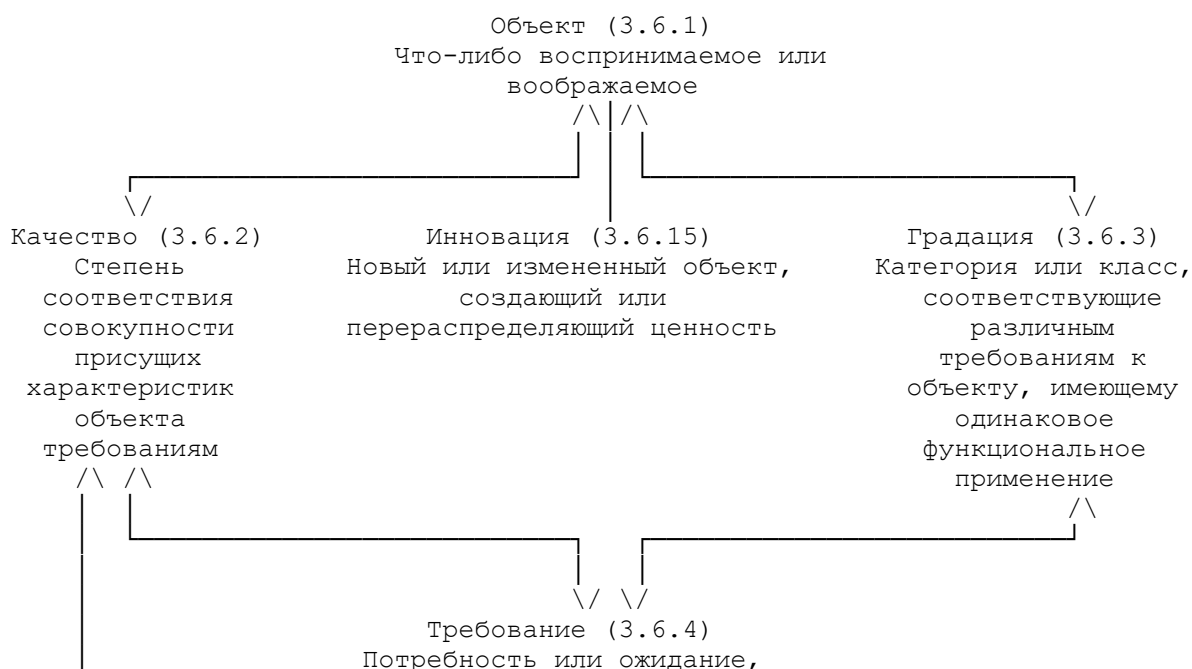 Объект (3.6.1)
Что-либо воспринимаемое или
воображаемое
Качество (3.6.2)
Степень
соответствия
совокупности
присущих
характеристик
объекта
требованиям
Инновация (3.6.15)
Новый или измененный объект,
создающий или
перераспределяющий ценность
Градация (3.6.3)
Категория или класс,
соответствующие
различным
требованиям к
объекту, имеющему
одинаковое
функциональное
применение
Требование (3.6.4)
Потребность или ожидание,